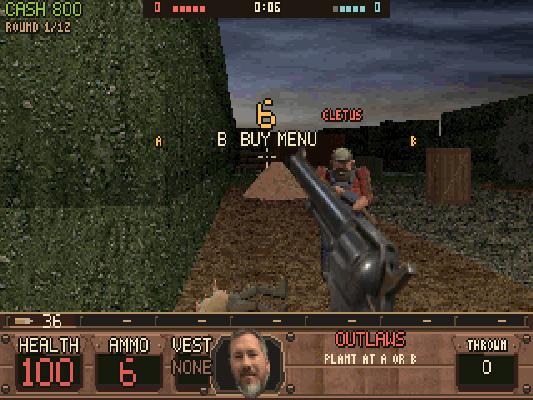 CASH 800
0 0:06 0
ROUND 1/12
6
CLETUS
A B BUY MENU B
36
HEALTH AMMO VEST OUTLAWS THROWN
PLANT AT A OR B
100 6 NONE 0